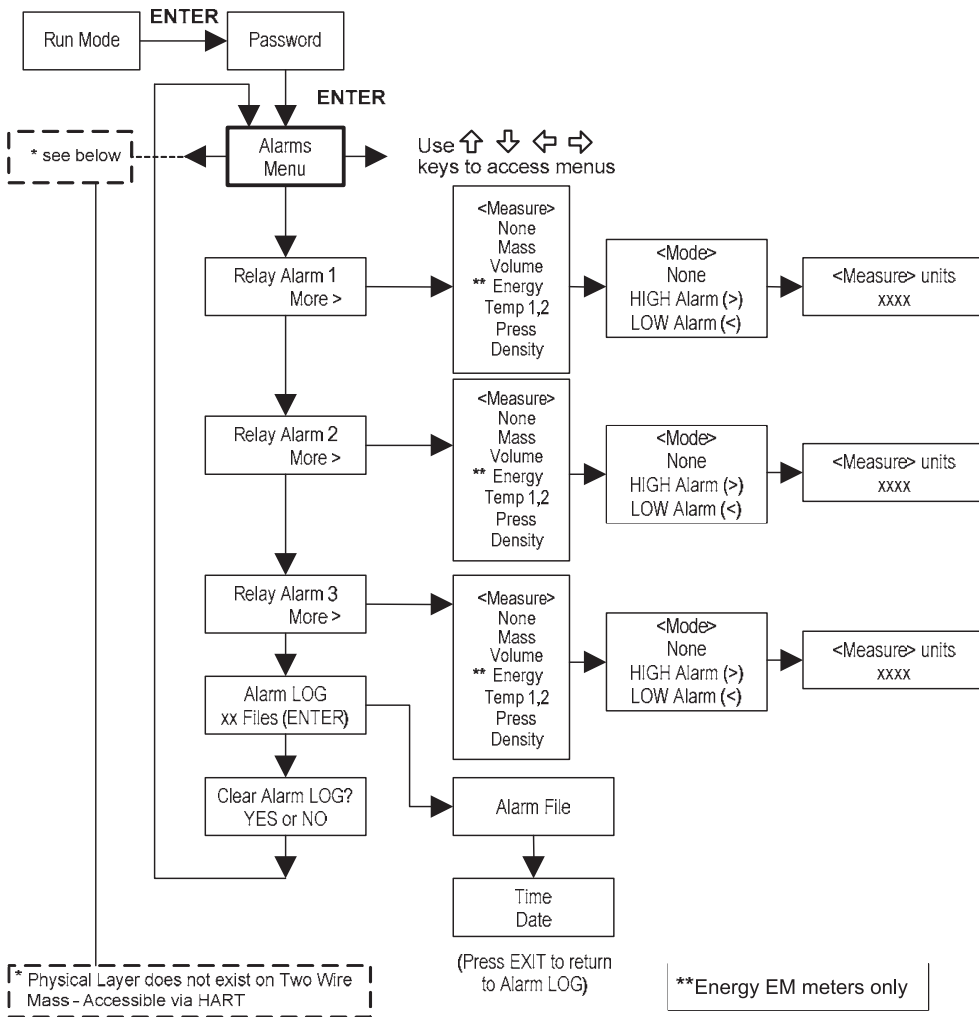 Run Mode
ENTER
Password
ENTER
* see below
Alarms
Menu
Use ⇧ ⇩ ⇦ ⇨
keys to access menus
Relay Alarm 1
More >
<Measure>
None
Mass
Volume
** Energy
Temp 1,2
Press
Density
<Mode>
None
HIGH Alarm (>)
LOW Alarm (<)
<Measure> units
xxxx
Relay Alarm 2
More >
<Measure>
None
Mass
Volume
** Energy
Temp 1,2
Press
Density
<Mode>
None
HIGH Alarm (>)
LOW Alarm (<)
<Measure> units
xxxx
Relay Alarm 3
More >
<Measure>
None
Mass
Volume
** Energy
Temp 1,2
Press
Density
<Mode>
None
HIGH Alarm (>)
LOW Alarm (<)
<Measure> units
xxxx
Alarm LOG
xx Files (ENTER)
Clear Alarm LOG?
YES or NO
Alarm File
Time
Date
(Press EXIT to return
to Alarm LOG)
* Physical Layer does not exist on Two Wire
Mass - Accessible via HART
**Energy EM meters only